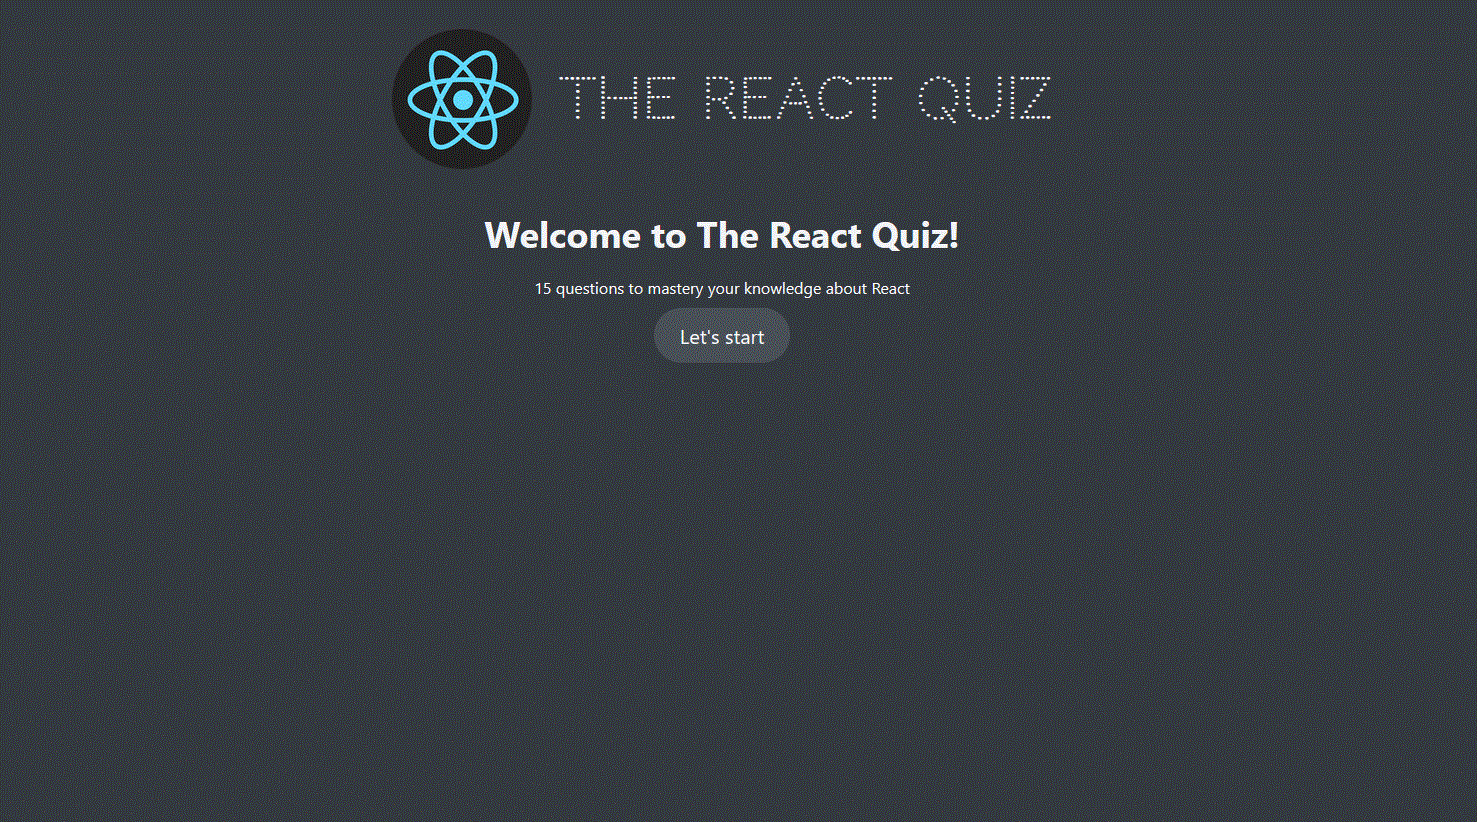 THE REACT QUIZ
Welcome to The React Quiz!
15 questions to mastery your knowledge about React
Let's start